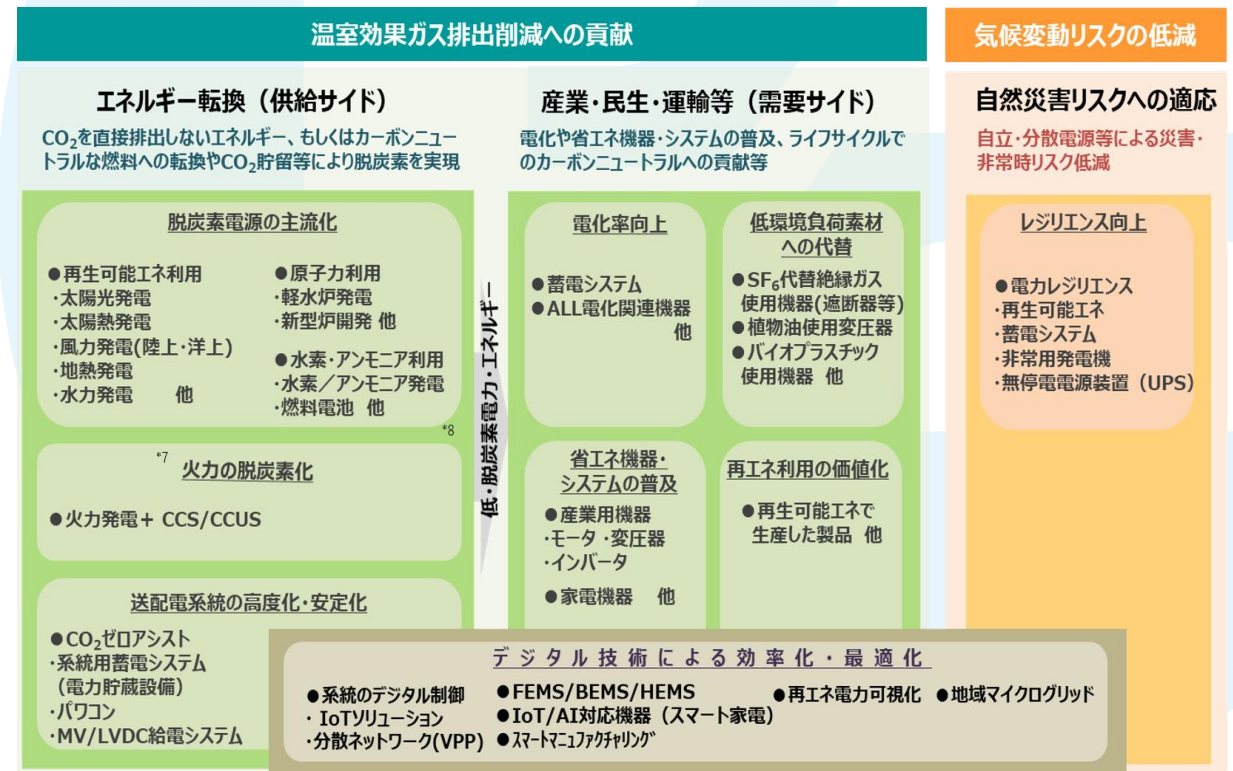 温室効果ガス排出削減への貢献
気候変動リスクの低減
エネルギー転換（供給サイド）
CO₂を直接排出しないエネルギー、もしくはカーボンニュー
トラルな燃料への転換やCO₂貯留等により脱炭素を実現
脱炭素電源の主流化
●再生可能エネ利用
・太陽光発電
・太陽熱発電
・風力発電(陸上・洋上)
・地熱発電
・水力発電 他
●原子力利用
・軽水炉発電
・新型炉開発 他
●水素・アンモニア利用
・水素／アンモニア発電
・燃料電池 他
*8
*7
火力の脱炭素化
●火力発電＋ CCS/CCUS
送配電系統の高度化・安定化
●CO₂ゼロアシスト
・系統用蓄電システム
(電力貯蔵設備)
・パワコン
・MV/LVDC給電システム
低・脱炭素電力・エネルギー
産業・民生・運輸等（需要サイド）
電化や省エネ機器・システムの普及、ライフサイクルで
のカーボンニュートラルへの貢献等
電化率向上
●蓄電システム
●ALL電化関連機器
他
低環境負荷素材
への代替
●SF₆代替絶縁ガス
使用機器(遮断器等)
●植物油使用変圧器
●バイオプラスチック
使用機器 他
省エネ機器・
システムの普及
●産業用機器
・モータ ・変圧器
・インバータ
●家電機器 他
再エネ利用の価値化
●再生可能エネで
生産した製品 他
自然災害リスクへの適応
自立・分散電源等による災害・
非常時リスク低減
レジリエンス向上
●電力レジリエンス
・再生可能エネ
・蓄電システム
・非常用発電機
・無停電電源装置（UPS）
デジタル技術による効率化・最適化
●系統のデジタル制御
・ IoTソリューション
・分散ネットワーク(VPP)
●FEMS/BEMS/HEMS
●IoT/AI対応機器（スマート家電）
●ｽﾏｰﾄﾏﾆｭﾌｧｸﾁｬﾘﾝｸﾞ
●再エネ電力可視化
●地域マイクログリッド